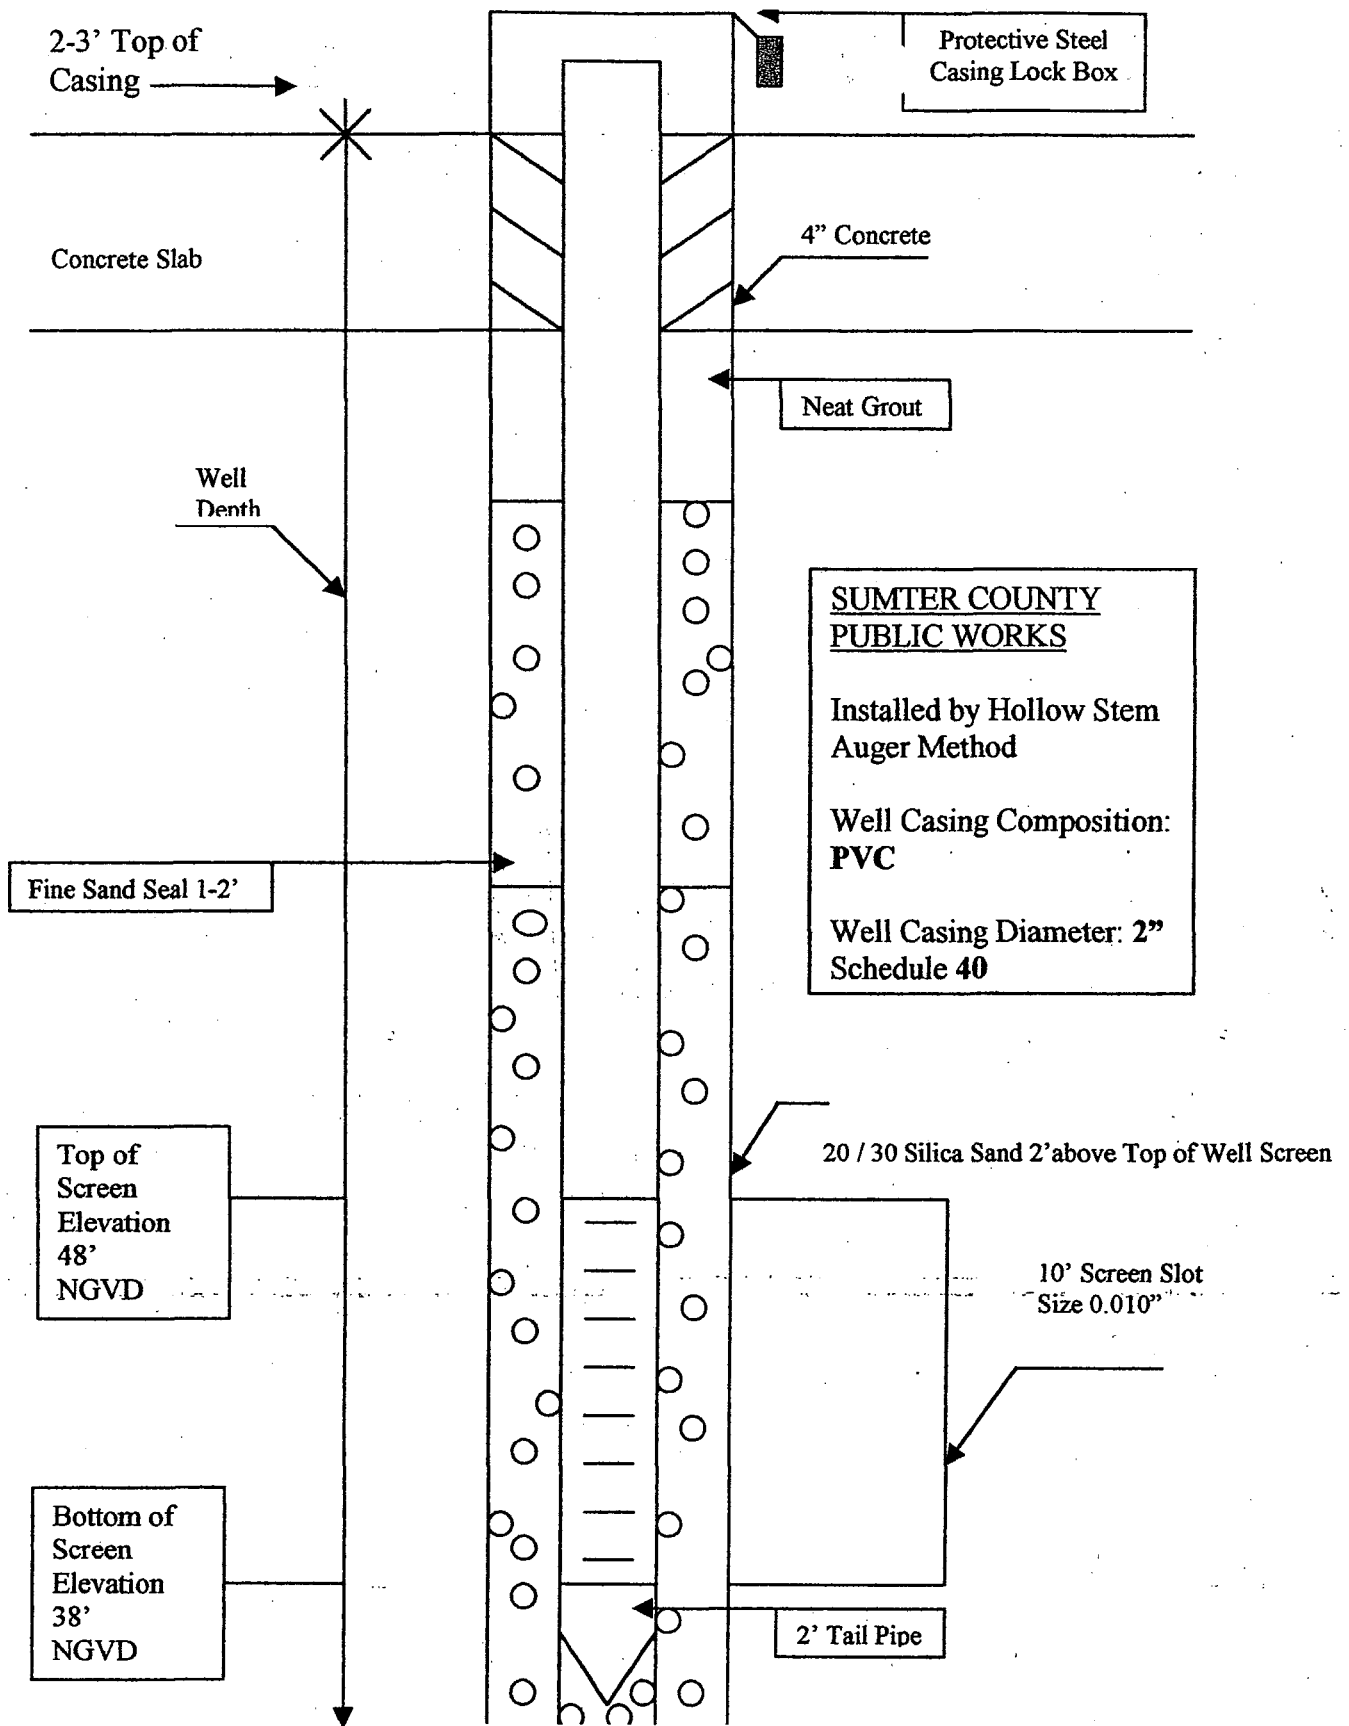 2-3’ Top of
Casing
Protective Steel
Casing Lock Box
Concrete Slab
4” Concrete
Neat Grout
Well
Depth
SUMTER COUNTY
PUBLIC WORKS
Installed by Hollow Stem
Auger Method
Well Casing Composition:
PVC
Well Casing Diameter: 2”
Schedule 40
Fine Sand Seal 1-2’
Top of
Screen
Elevation
48’
NGVD
20 / 30 Silica Sand 2’above Top of Well Screen
10’ Screen Slot
Size 0.010”
Bottom of
Screen
Elevation
38’
NGVD
2’ Tail Pipe